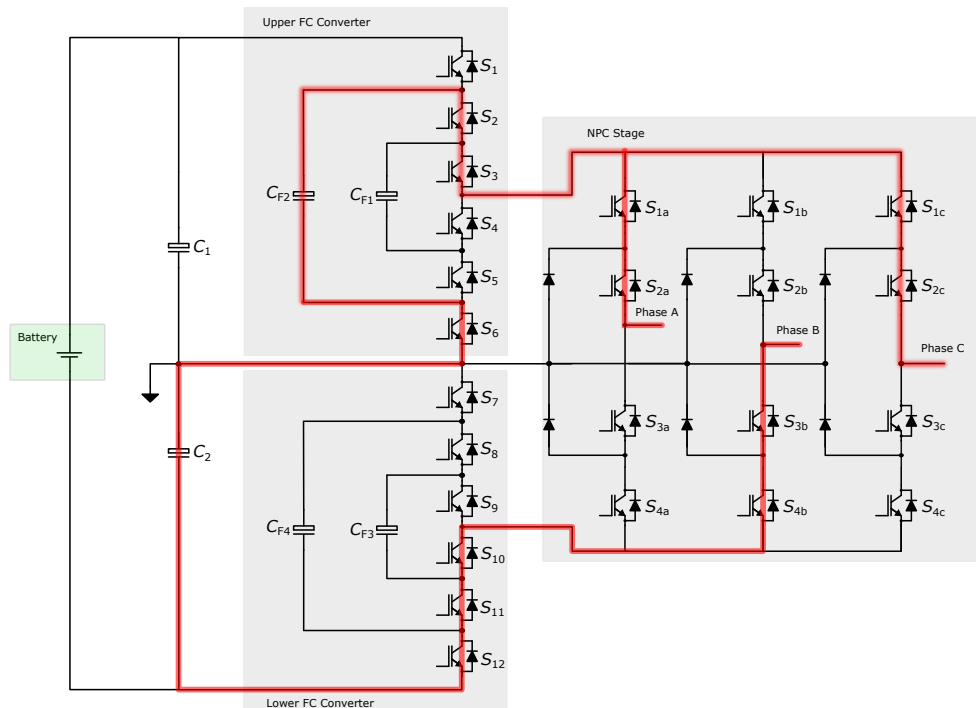 Upper FC Converter
S1
S2
S3
CF2
CF1
S4
C1
S5
S6
Battery
NPC Stage
S1a
S1b
S1c
S2a
S2b
S2c
Phase A
Phase B
Phase C
S7
S8
C2
S9
CF4
CF3
S10
S11
S12
S3a
S3b
S3c
S4a
S4b
S4c
Lower FC Converter